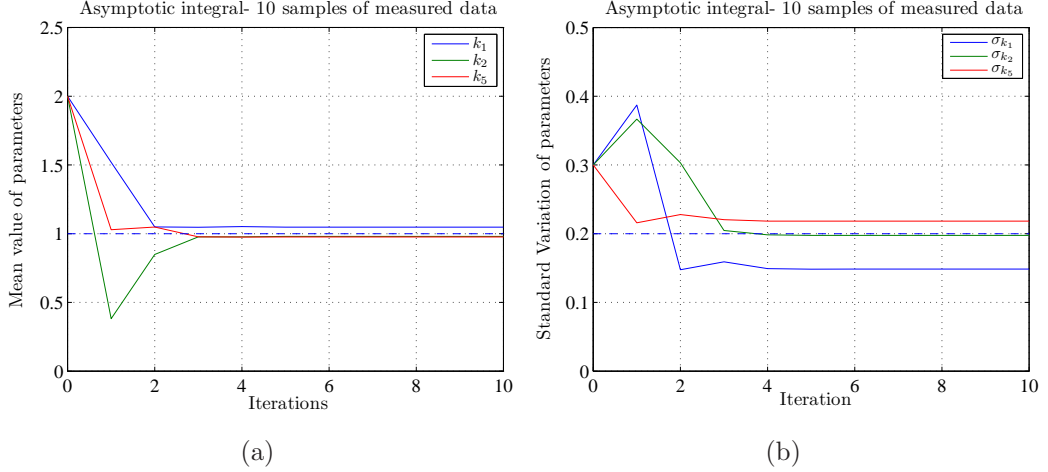 Asymptotic integral- 10 samples of measured data
2.5
2
1.5
1
0.5
0
Mean value of parameters
k1
k2
k5
0 2 4 6 8 10
Iterations
(a)
Asymptotic integral- 10 samples of measured data
0.5
0.4
0.3
0.2
0.1
0
Standard Variation of parameters
σk1
σk2
σk5
0 2 4 6 8 10
Iteration
(b)